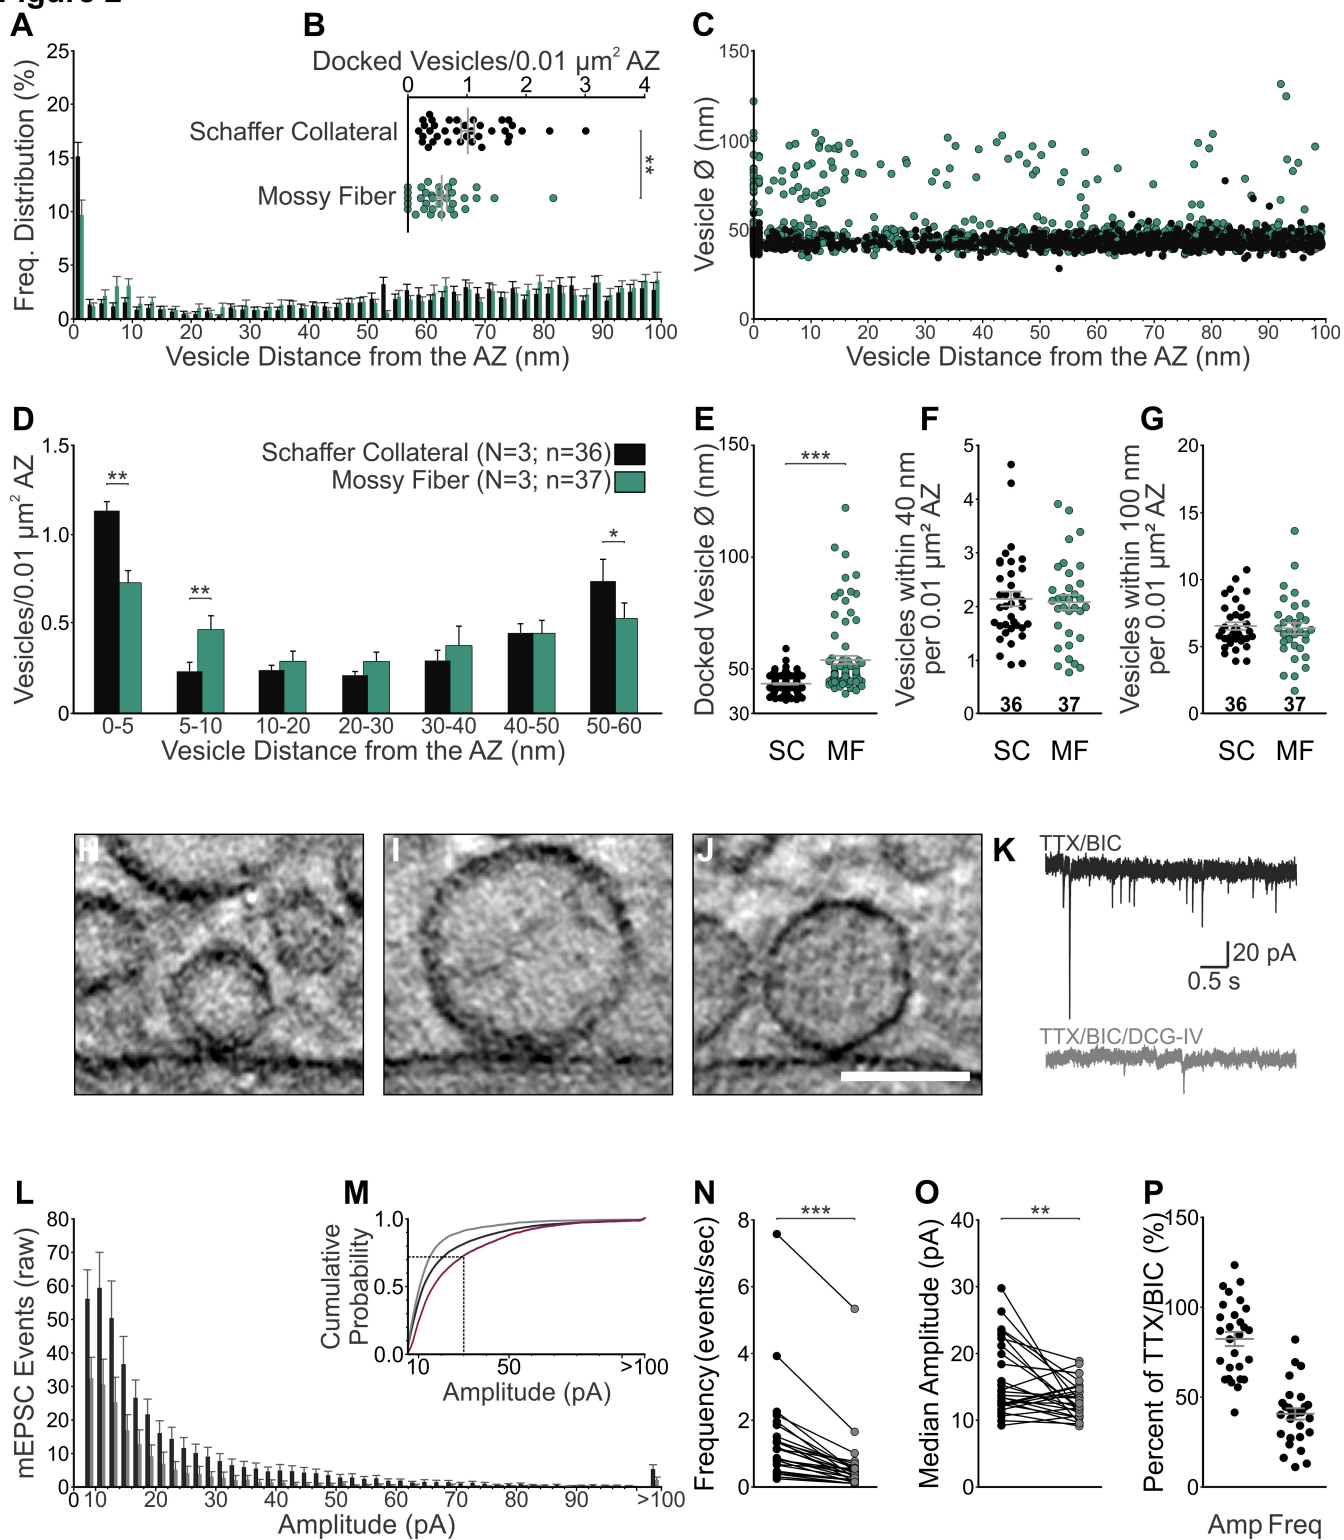 Figure 2
A
B
C
25
20
15
10
5
0
Freq. Distribution (%)
0 10 20 30 40 50 60 70 80 90 100
Vesicle Distance from the AZ (nm)
Docked Vesicles/0.01 µm² AZ
0 1 2 3 4
Schaffer Collateral
Mossy Fiber
**
150
100
50
0
Vesicle Ø (nm)
0 10 20 30 40 50 60 70 80 90 100
Vesicle Distance from the AZ (nm)
D
E
F
G
1.5
1.0
0.5
0
Vesicles/0.01 µm² AZ
Schaffer Collateral (N=3; n=36)
Mossy Fiber (N=3; n=37)
**
**
*
0-5 5-10 10-20 20-30 30-40 40-50 50-60
Vesicle Distance from the AZ (nm)
150
100
50
30
Docked Vesicle Ø (nm)
***
SC MF
5
4
3
2
1
0
Vesicles within 40 nm
per 0.01 µm² AZ
36 37
SC MF
20
15
10
5
0
Vesicles within 100 nm
per 0.01 µm² AZ
36 37
SC MF
H
I
J
K
TTX/BIC
20 pA
0.5 s
TTX/BIC/DCG-IV
L
M
N
O
P
80
70
60
50
40
30
20
10
0
mEPSC Events (raw)
0 10 20 30 40 50 60 70 80 90 >100
Amplitude (pA)
1.0
0.5
0.0
Cumulative
Probability
10 50 >100
Amplitude (pA)
8
6
4
2
0
Frequency (events/sec)
***
40
30
20
10
0
Median Amplitude (pA)
**
150
100
50
0
Percent of TTX/BIC (%)
Amp Freq